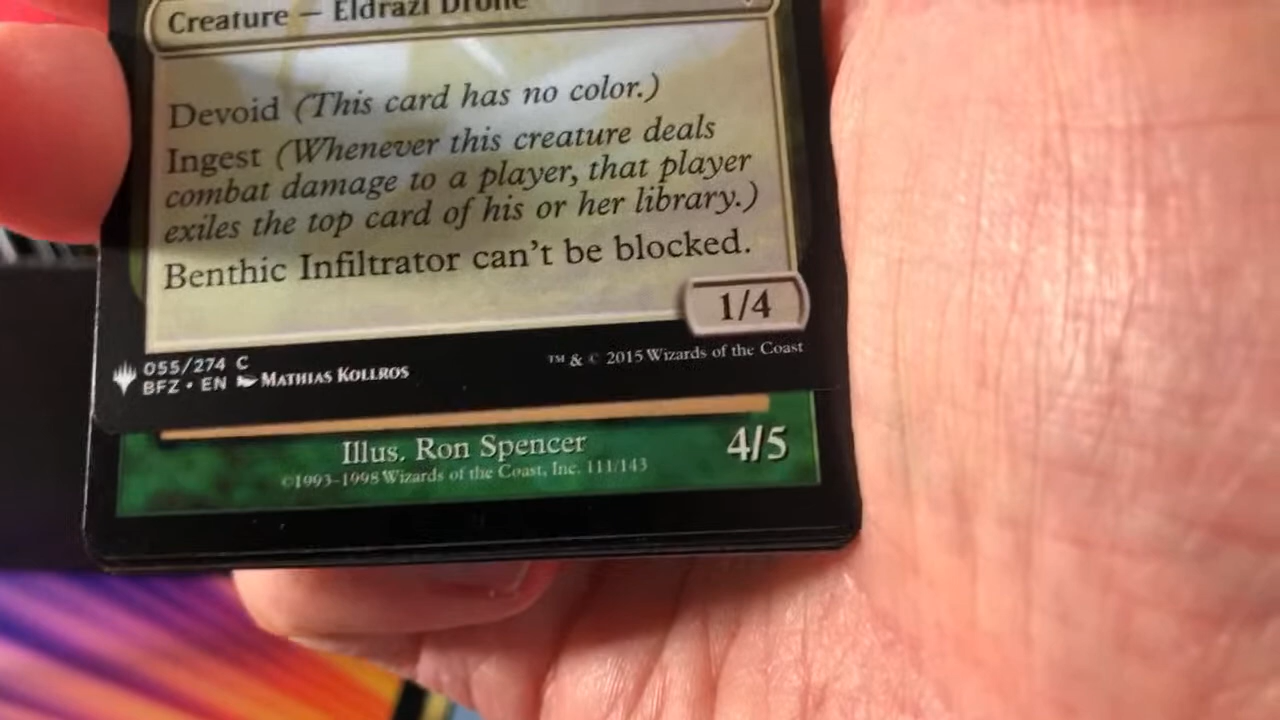 Creature — Eldrazi Drone
Devoid (This card has no color.)
Ingest (Whenever this creature deals
combat damage to a player, that player
exiles the top card of his or her library.)
Benthic Infiltrator can't be blocked.
1/4
055/274 C
BFZ • EN MATHIAS KOLLROS
™ & © 2015 Wizards of the Coast
Illus. Ron Spencer
©1993–1998 Wizards of the Coast, Inc. 111/143
4/5